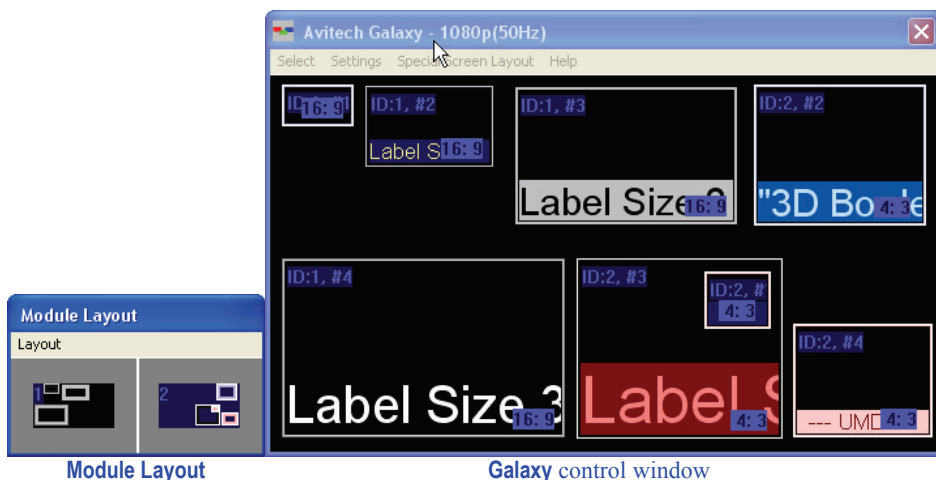 Avitech Galaxy - 1080p(50Hz)
Select Settings Special Screen Layout Help
16: 9
ID:1, #2
Label S 16: 9
ID:1, #3
Label Size 16: 9
ID:2, #2
"3D Bo 4: 3
ID:1, #4
Label Size 3
16: 9
ID:2, #3
ID:2, #
4: 3
Label S
4: 3
ID:2, #4
--- UMD 4: 3
Module Layout
Layout
1
2
Module Layout
Galaxy control window